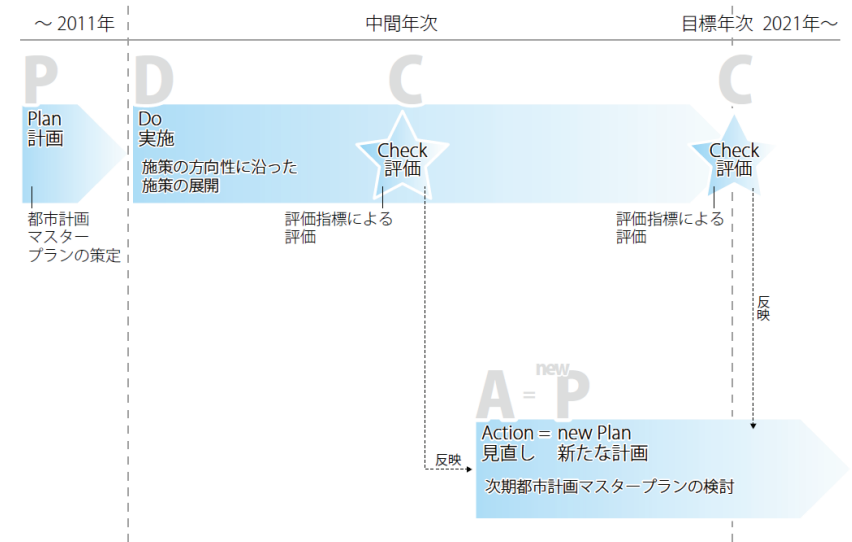 ～ 2011年
中間年次
目標年次 2021年～
P
D
C
C
Plan
計画
Do
実施
施策の方向性に沿った
施策の展開
Check
評価
Check
評価
都市計画
マスター
プランの策定
評価指標による
評価
評価指標による
評価
反映
A = new P
Action = new Plan
見直し 新たな計画
次期都市計画マスタープランの検討
反映